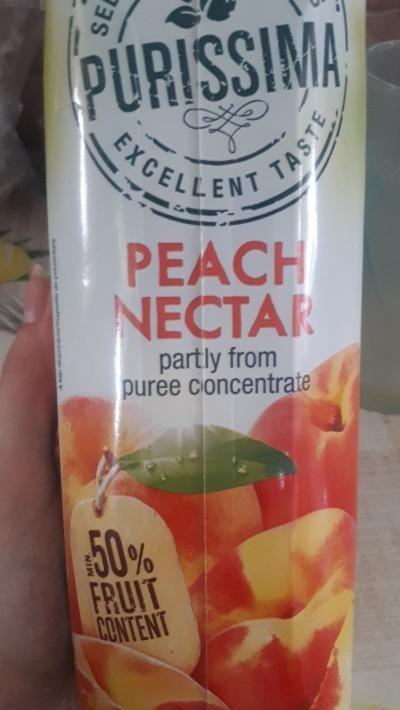 PURISSIMA
EXCELLENT TASTE
PEACH
NECTAR
partly from
puree concentrate
MIN. 50%
FRUIT
CONTENT